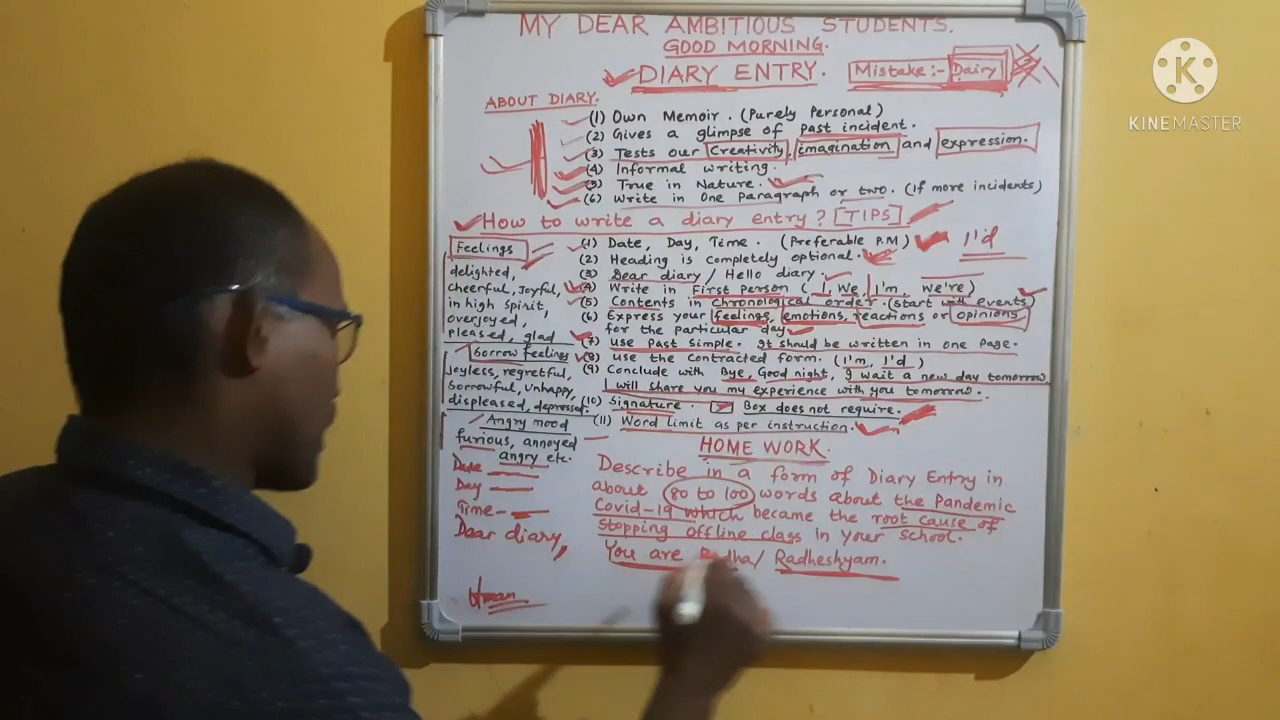 MY DEAR AMBITIOUS STUDENTS.
GOOD MORNING.
DIARY ENTRY.
Mistake:- Dairy
K
KINEMASTER
ABOUT DIARY.
(1) Own Memoir. (Purely Personal)
(2) Gives a glimpse of past incident.
(3) Tests our Creativity, imagination and expression.
(4) Informal writing.
(5) True in Nature.
(6) Write in One Paragraph or two. (If more incidents)
How to write a diary entry? [TIPS]
(1) Date, Day, Time. (Preferable P.M) I'd
(2) Heading is Completely optional.
(3) Dear diary / Hello diary.
(4) Write in First Person ( I, We, I'm, We're )
(5) Contents in Chronological order. (Start with events)
(6) Express your feelings, emotions, reactions or opinions
for the particular day
(7) use Past Simple. It should be written in one page.
(8) use the contracted form. (I'm, I'd)
(9) Conclude with Bye, Good night, I wait a new day tomorrow
I will share you my experience with you tomorrow.
(10) Signature. Box does not require.
(11) Word limit as per instruction.
Feelings
delighted,
cheerful, Joyful,
in high Spirit,
overjoyed,
pleased, glad
Sorrow feelings
Joyless, regretful,
Sorrowful, Unhappy,
displeased, depressed.
Angry mood
furious, annoyed
angry etc.
Date
Day
Time-
Dear diary,
HOME WORK.
Describe in a form of Diary Entry in
about 80 to 100 words about the Pandemic
Covid-19 which became the root cause of
stopping offline class in your School.
You are Radha/ Radheshyam.